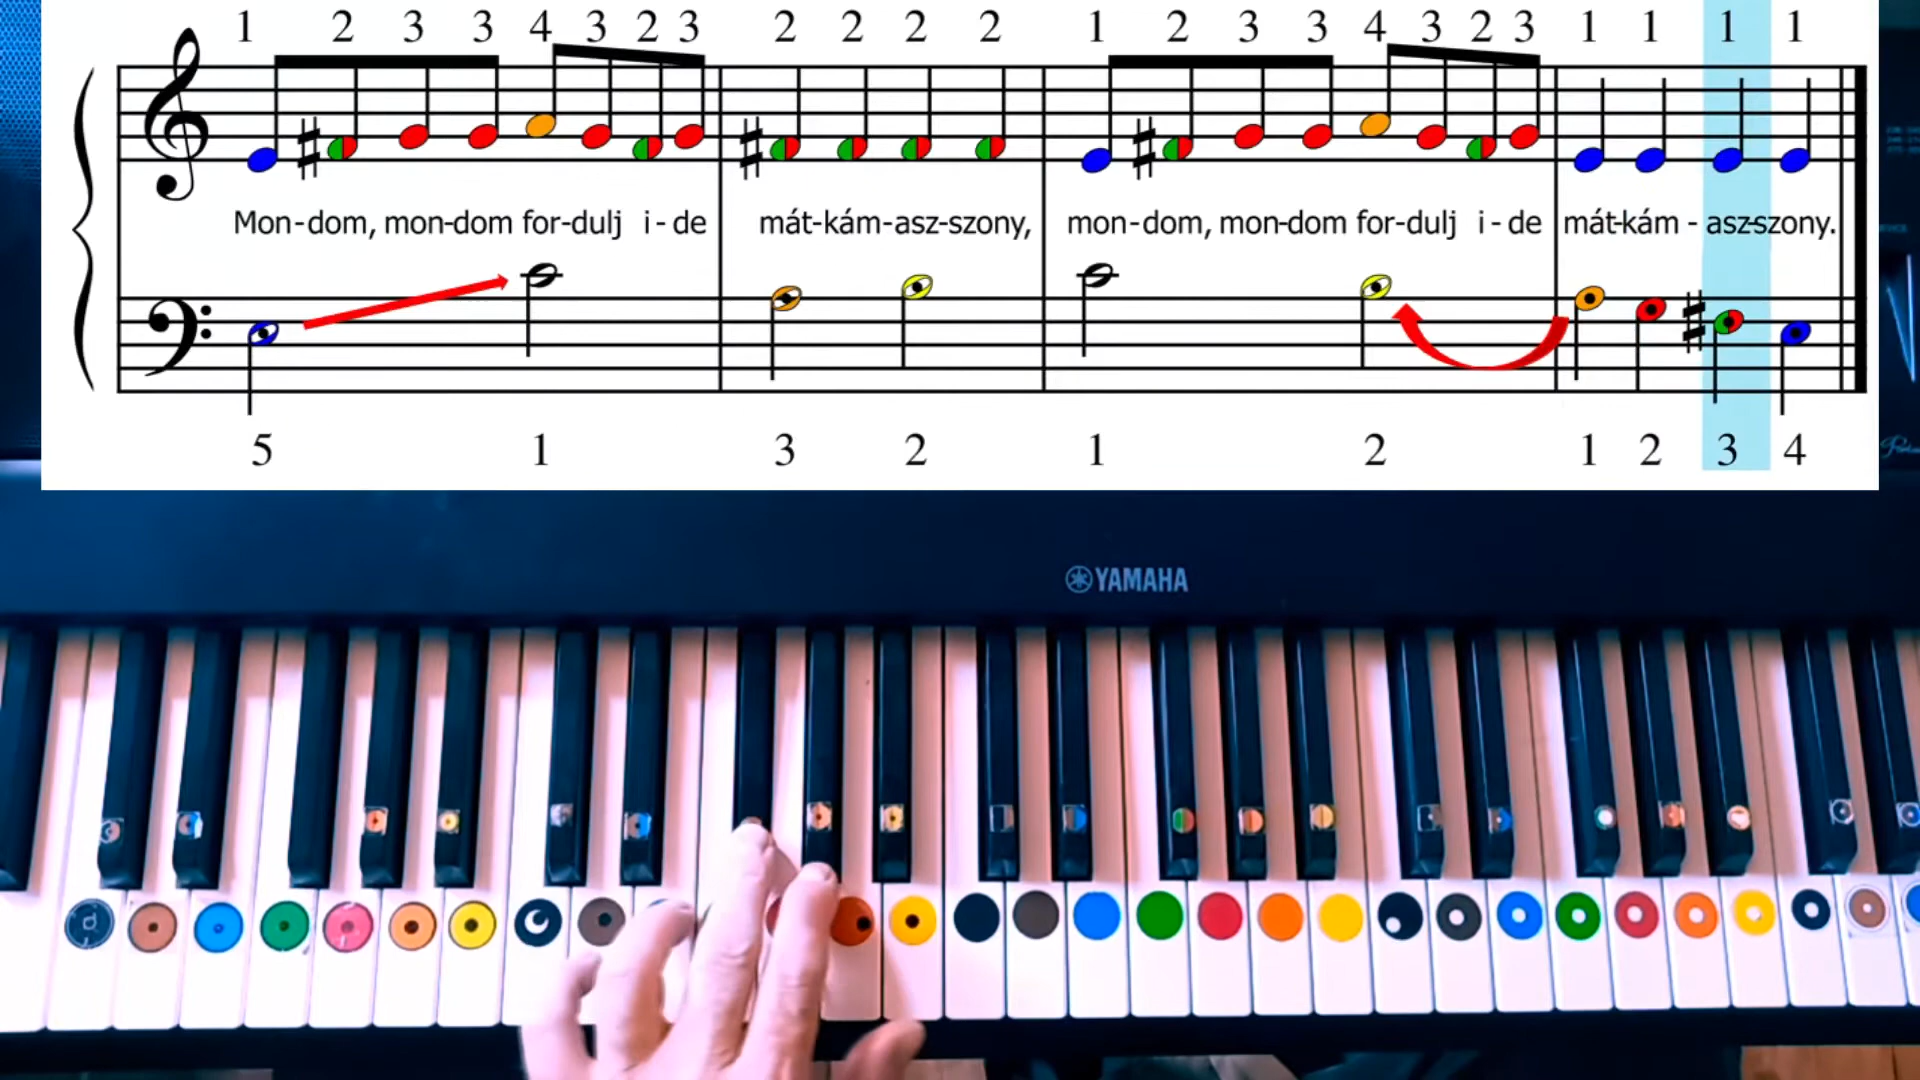 1 2 3 3 4 3 2 3 2 2 2 2 1 2 3 3 4 3 2 3 1 1 1 1
Mon-dom, mon-dom for-dulj i-de mát-kám-asz-szony, mon-dom, mon-dom for-dulj i-de mát-kám-asz-szony.
5 1 3 2 1 2 1 2 3 4
YAMAHA